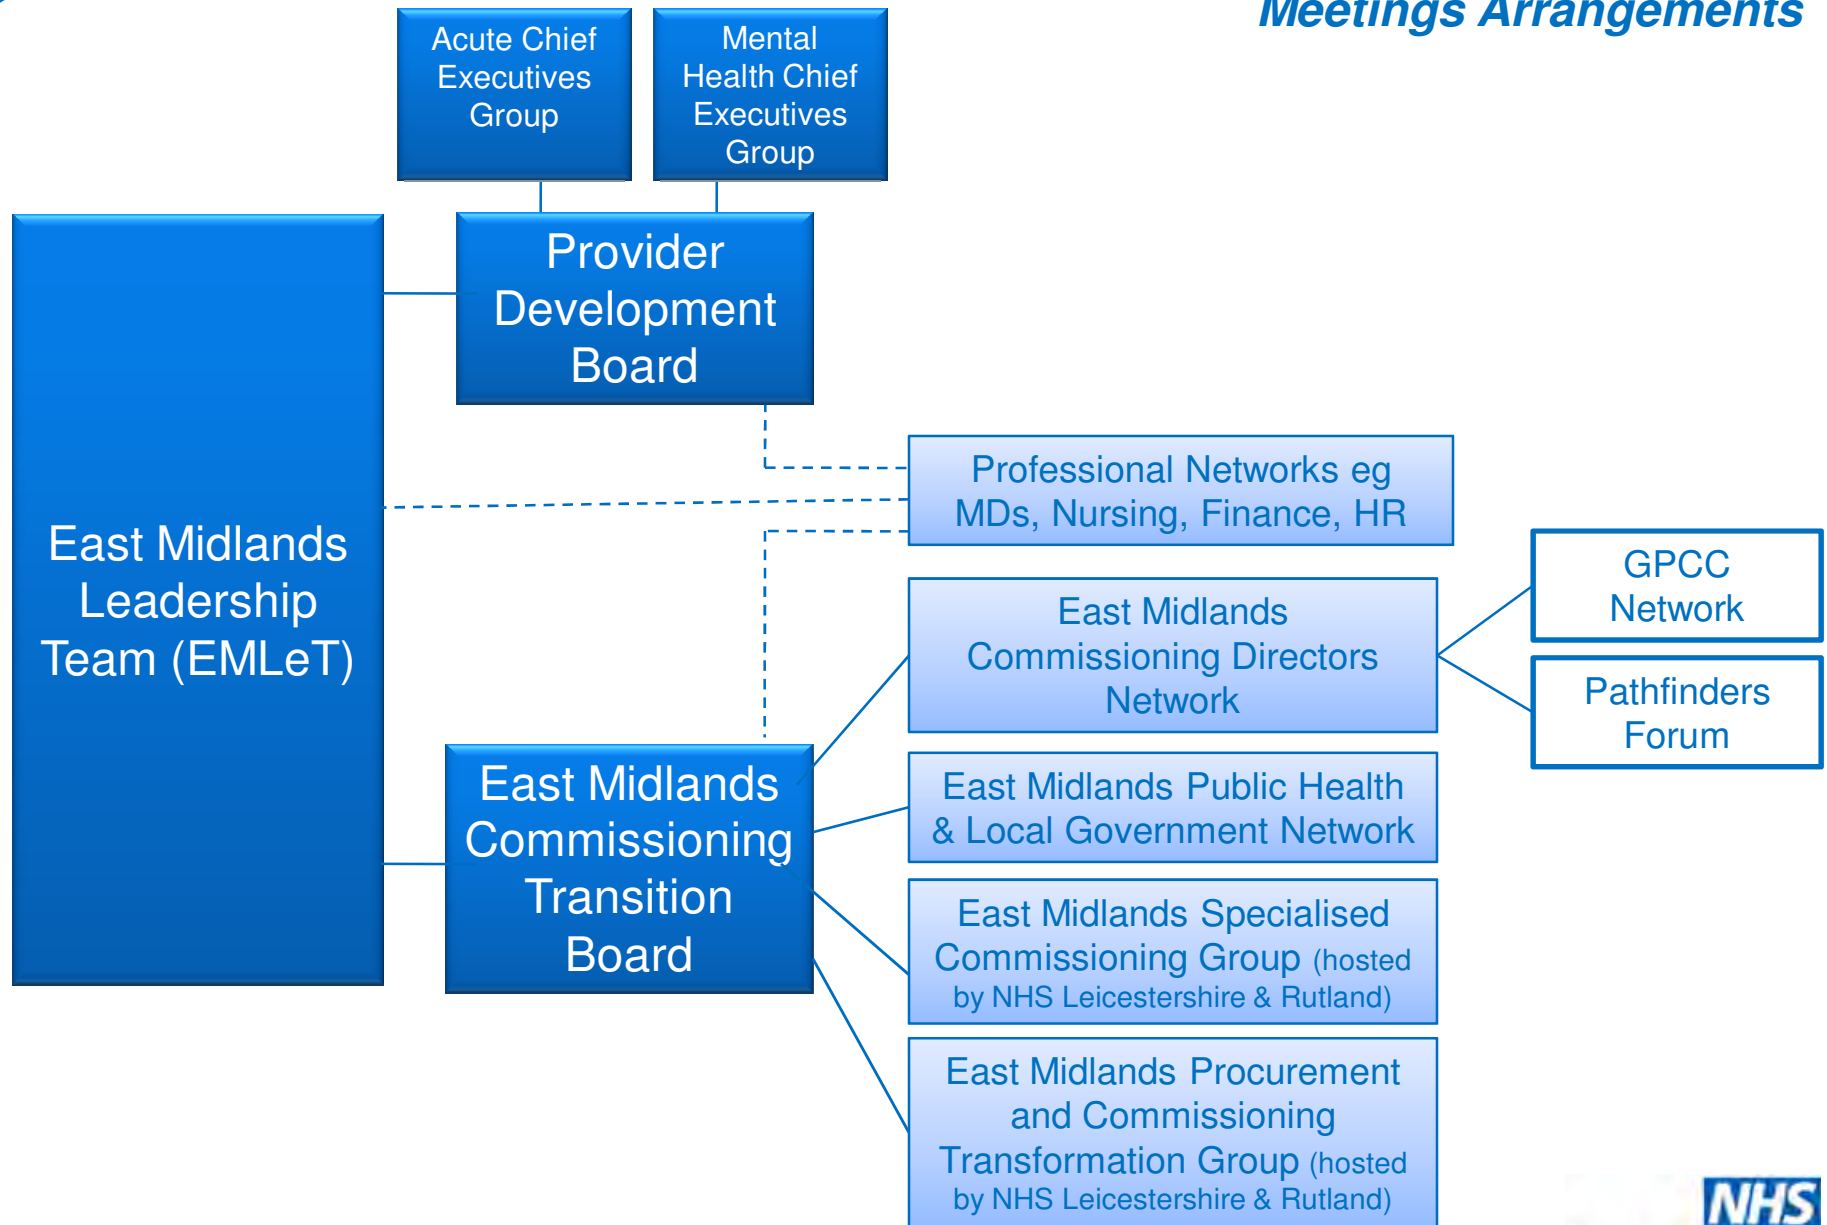 Meetings Arrangements
Acute Chief
Executives
Group
Mental
Health Chief
Executives
Group
Provider
Development
Board
East Midlands
Leadership
Team (EMLeT)
Professional Networks eg
MDs, Nursing, Finance, HR
East Midlands
Commissioning Directors
Network
GPCC
Network
Pathfinders
Forum
East Midlands
Commissioning
Transition
Board
East Midlands Public Health
& Local Government Network
East Midlands Specialised
Commissioning Group (hosted
by NHS Leicestershire & Rutland)
East Midlands Procurement
and Commissioning
Transformation Group (hosted
by NHS Leicestershire & Rutland)
NHS